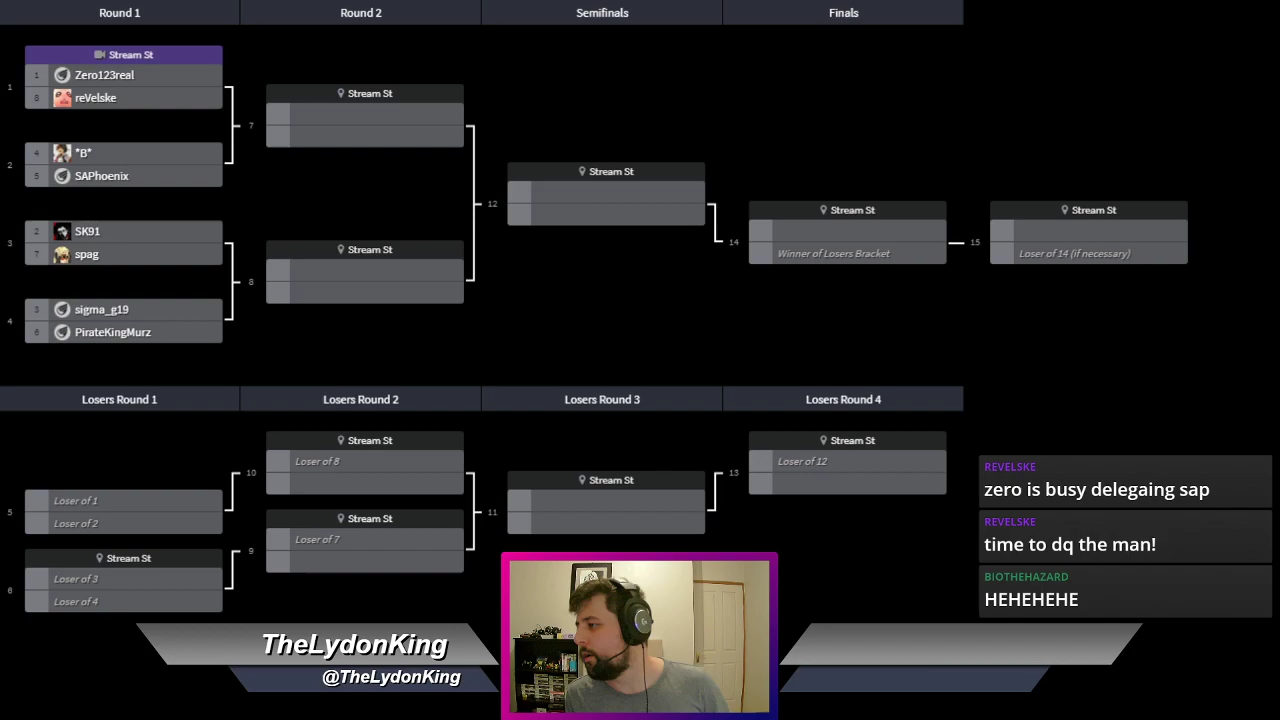 Round 1
Round 2
Semifinals
Finals
Stream St
1 Zero123real
8 reVelske
1
4 *B*
5 SAPhoenix
2
2 SK91
7 spag
3
3 sigma_g19
6 PirateKingMurz
4
Stream St
7
Stream St
8
Stream St
12
Stream St
Winner of Losers Bracket
14
Stream St
Loser of 14 (if necessary)
15
Losers Round 1
Losers Round 2
Losers Round 3
Losers Round 4
Loser of 1
Loser of 2
5
Stream St
Loser of 3
Loser of 4
6
Stream St
Loser of 8
10
Stream St
Loser of 7
9
Stream St
11
Stream St
Loser of 12
13
REVELSKE
zero is busy delegaing sap
REVELSKE
time to dq the man!
BIOTHEHAZARD
HEHEHEHE
TheLydonKing
@TheLydonKing